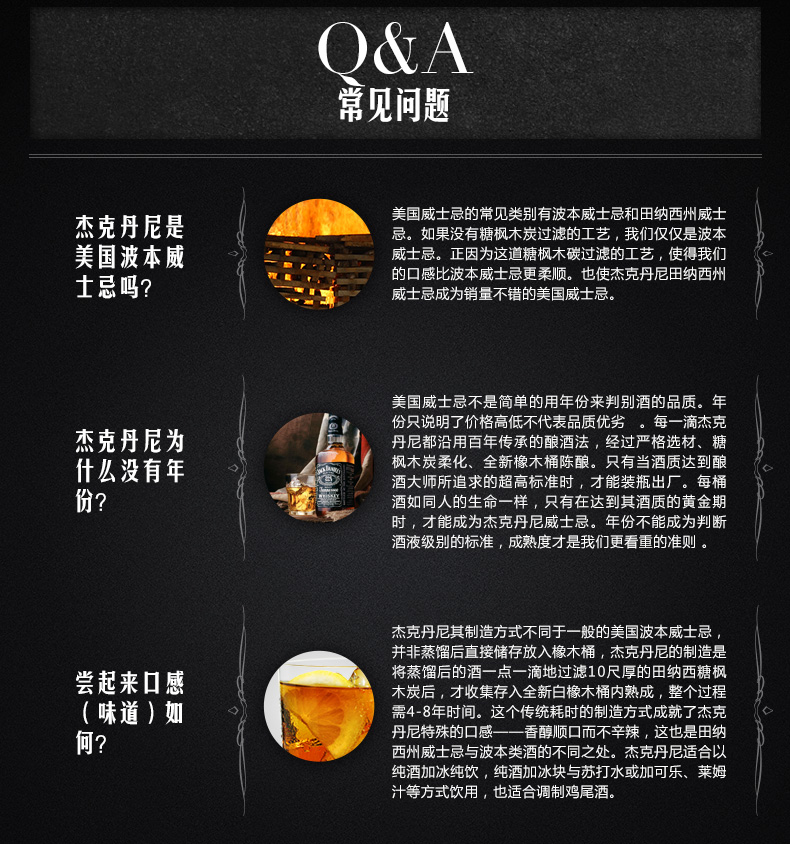 Q&A
常见问题
杰克丹尼是
美国波本威
士忌吗？
美国威士忌的常见类别有波本威士忌和田纳西州威士
忌。如果没有糖枫木炭过滤的工艺，我们仅仅是波本
威士忌。正因为这道糖枫木碳过滤的工艺，使得我们
的口感比波本威士忌更柔顺。也使杰克丹尼田纳西州
威士忌成为销量不错的美国威士忌。
杰克丹尼为
什么没有年
份？
美国威士忌不是简单的用年份来判别酒的品质。年
份只说明了价格高低不代表品质优劣 。每一滴杰克
丹尼都沿用百年传承的酿酒法，经过严格选材、糖
枫木炭柔化、全新橡木桶陈酿。只有当酒质达到酿
酒大师所追求的超高标准时，才能装瓶出厂。每桶
酒如同人的生命一样，只有在达到其酒质的黄金期
时，才能成为杰克丹尼威士忌。年份不能成为判断
酒液级别的标准，成熟度才是我们更看重的准则 。
尝起来口感
（味道）如
何？
杰克丹尼其制造方式不同于一般的美国波本威士忌，
并非蒸馏后直接储存放入橡木桶，杰克丹尼的制造是
将蒸馏后的酒一点一滴地过滤10尺厚的田纳西糖枫
木炭后，才收集存入全新白橡木桶内熟成，整个过程
需4-8年时间。这个传统耗时的制造方式成就了杰克
丹尼特殊的口感——香醇顺口而不辛辣，这也是田纳
西州威士忌与波本类酒的不同之处。杰克丹尼适合以
纯酒加冰纯饮，纯酒加冰块与苏打水或加可乐、莱姆
汁等方式饮用，也适合调制鸡尾酒。